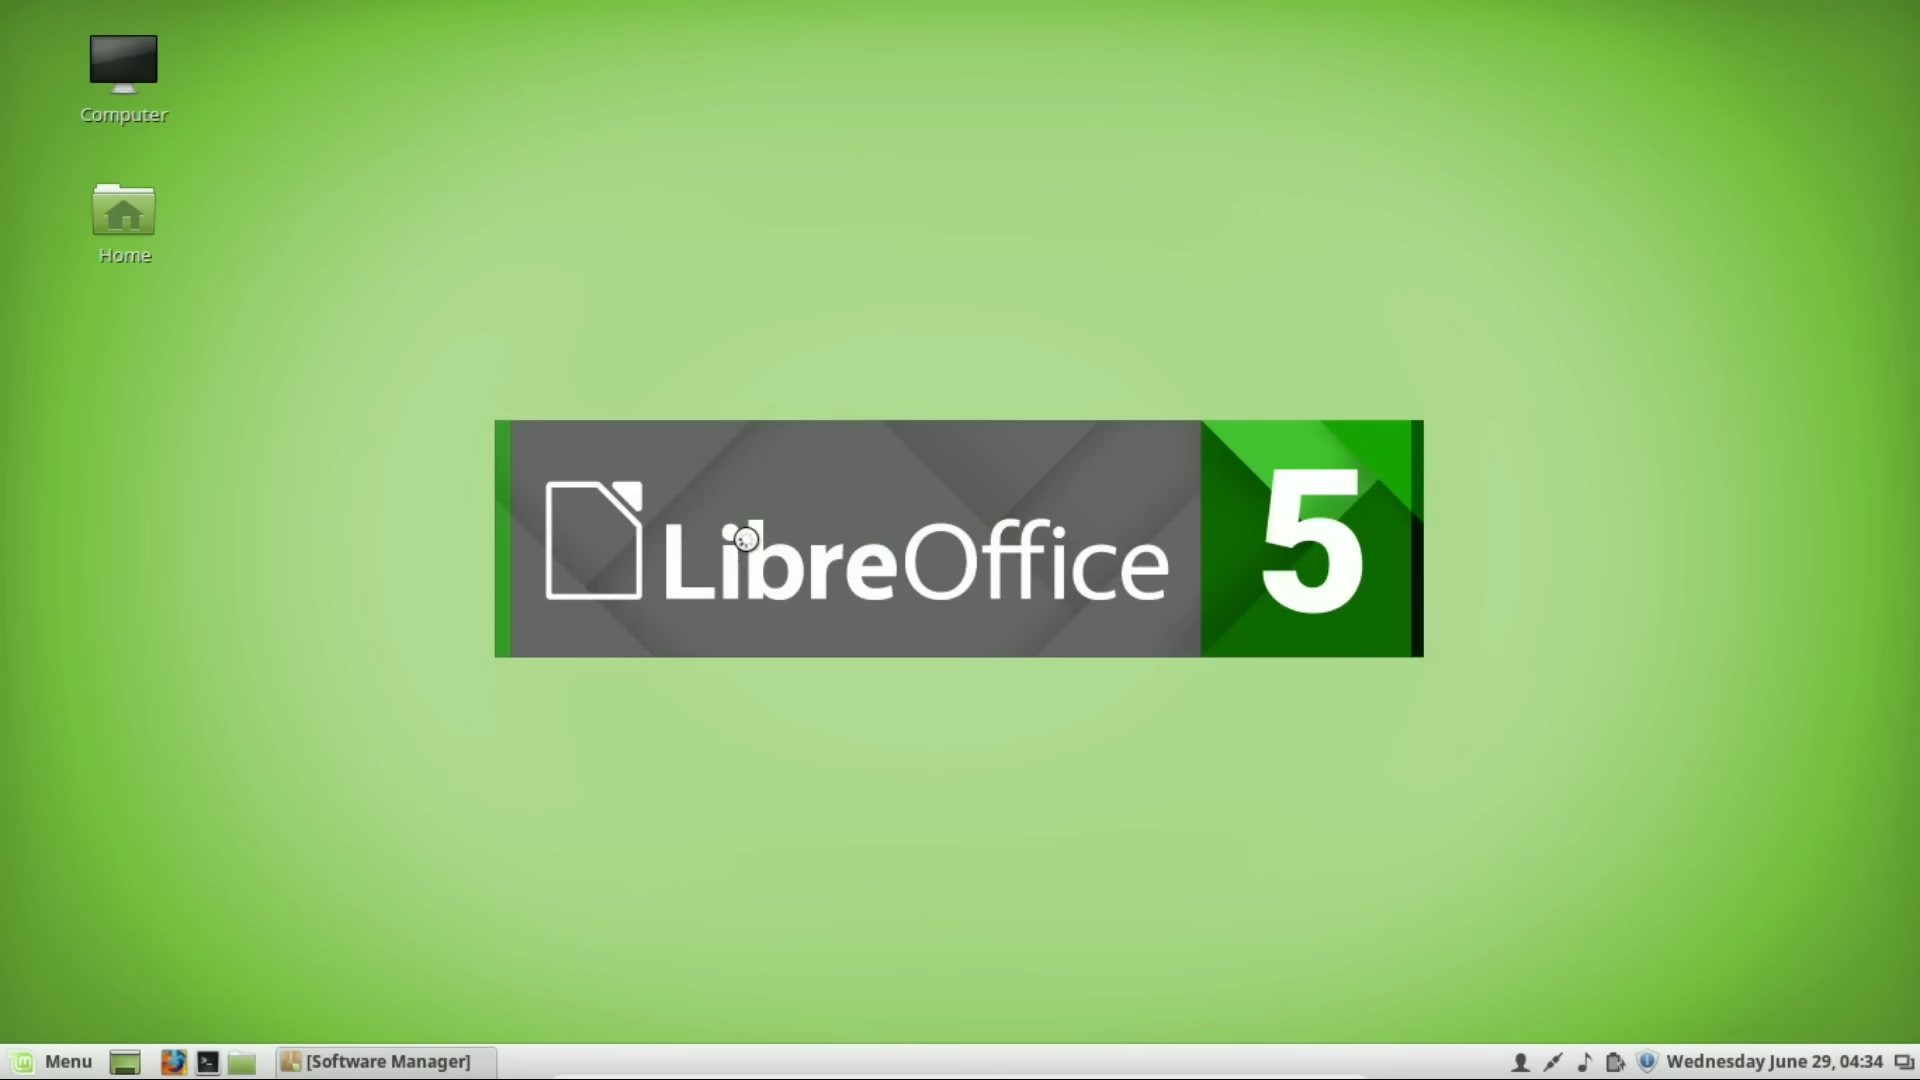 Computer
Home
LibreOffice 5
Menu
[Software Manager]
Wednesday June 29, 04:34